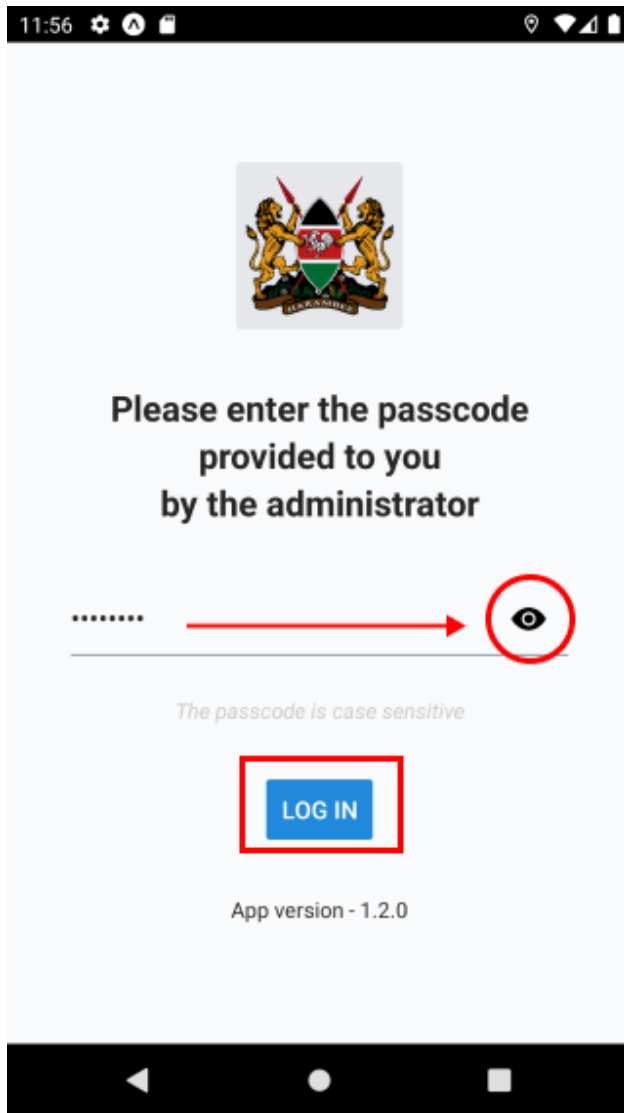 11:56
HARAMBEE
Please enter the passcode
provided to you
by the administrator
••••••••
The passcode is case sensitive
LOG IN
App version - 1.2.0